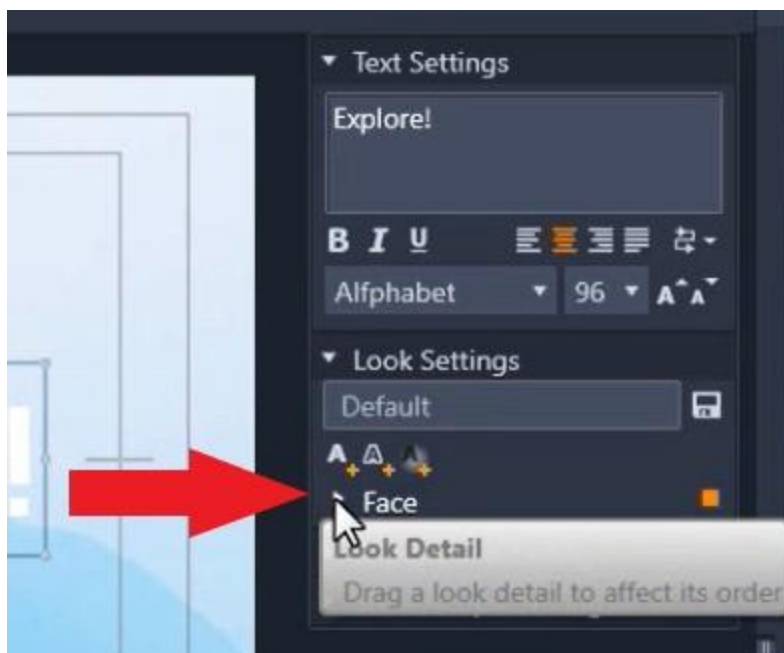 Text Settings
Explore!
B I U
Alfphabet 96 A A
Look Settings
Default
A A A
Face
Look Detail
Drag a look detail to affect its order